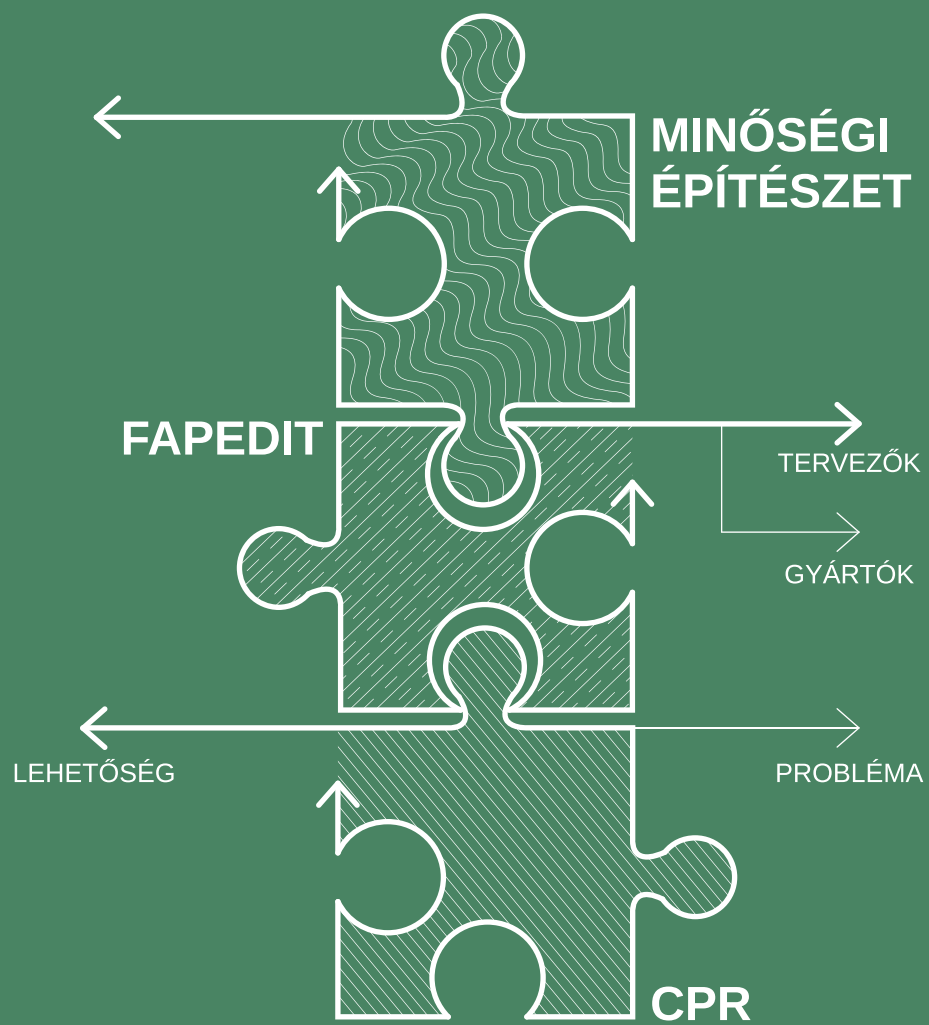 MINŐSÉGI
ÉPÍTÉSZET
FAPEDIT
TERVEZŐK
GYÁRTÓK
LEHETŐSÉG
PROBLÉMA
CPR